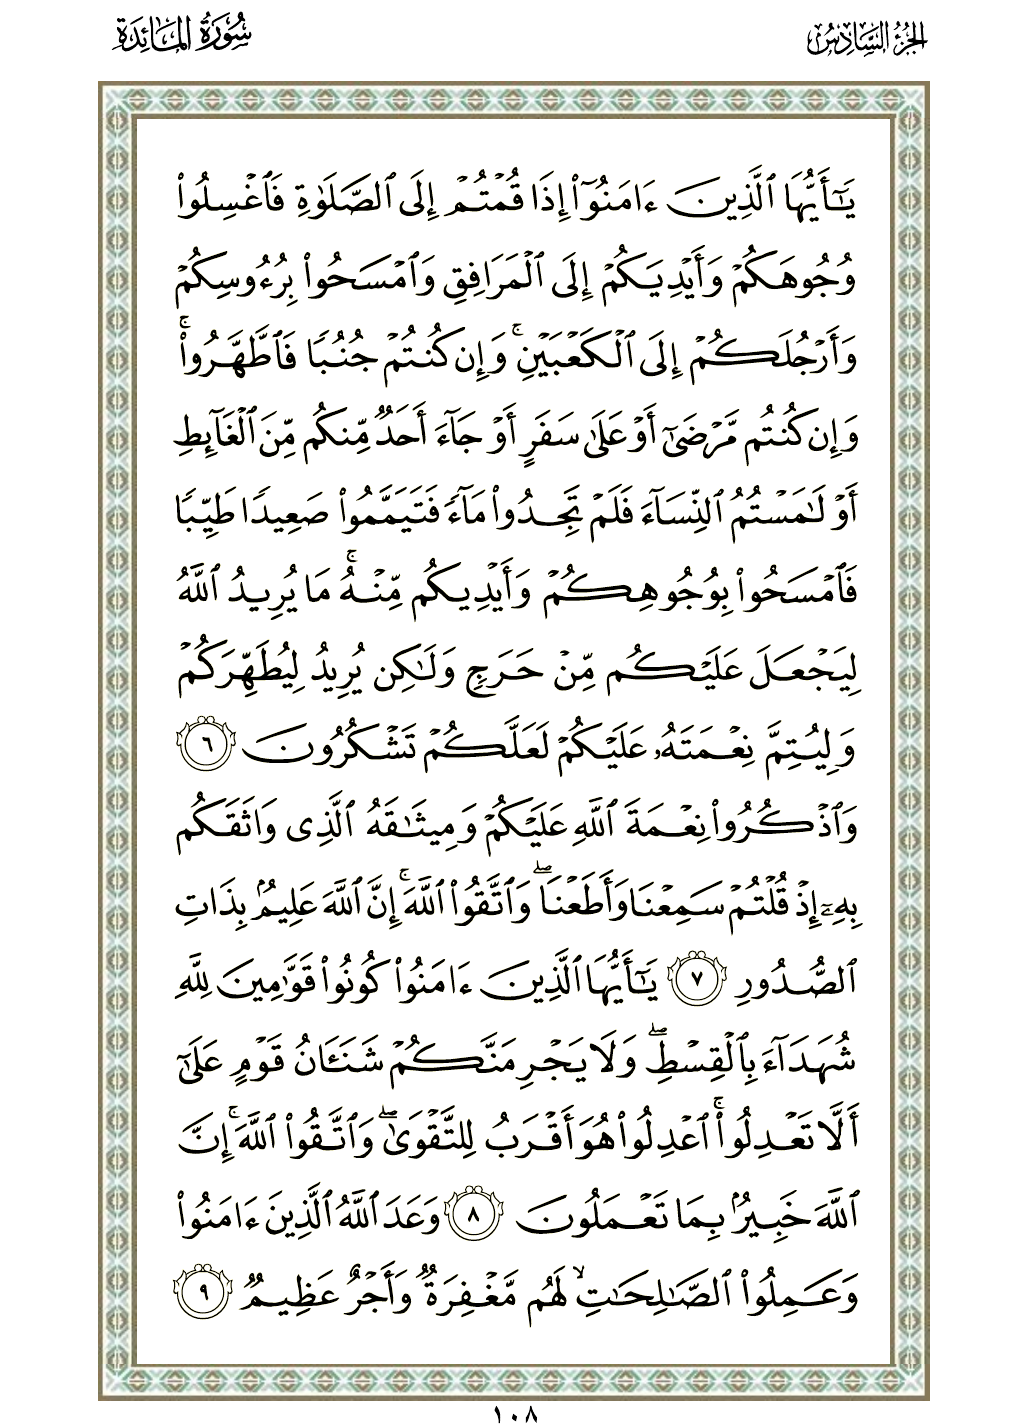 الجزء السادس
سورة المائدة
يَٰٓأَيُّهَا ٱلَّذِينَ ءَامَنُوٓا۟ إِذَا قُمْتُمْ إِلَى ٱلصَّلَوٰةِ فَٱغْسِلُوا۟
وُجُوهَكُمْ وَأَيْدِيَكُمْ إِلَى ٱلْمَرَافِقِ وَٱمْسَحُوا۟ بِرُءُوسِكُمْ
وَأَرْجُلَكُمْ إِلَى ٱلْكَعْبَيْنِ ۚ وَإِن كُنتُمْ جُنُبًا فَٱطَّهَّرُوا۟ ۚ
وَإِن كُنتُم مَّرْضَىٰٓ أَوْ عَلَىٰ سَفَرٍ أَوْ جَآءَ أَحَدٌ مِّنكُم مِّنَ ٱلْغَآئِطِ
أَوْ لَٰمَسْتُمُ ٱلنِّسَآءَ فَلَمْ تَجِدُوا۟ مَآءً فَتَيَمَّمُوا۟ صَعِيدًا طَيِّبًا
فَٱمْسَحُوا۟ بِوُجُوهِكُمْ وَأَيْدِيكُم مِّنْهُ ۚ مَا يُرِيدُ ٱللَّهُ
لِيَجْعَلَ عَلَيْكُم مِّنْ حَرَجٍ وَلَٰكِن يُرِيدُ لِيُطَهِّرَكُمْ
وَلِيُتِمَّ نِعْمَتَهُۥ عَلَيْكُمْ لَعَلَّكُمْ تَشْكُرُونَ ٦
وَٱذْكُرُوا۟ نِعْمَةَ ٱللَّهِ عَلَيْكُمْ وَمِيثَٰقَهُ ٱلَّذِى وَاثَقَكُم
بِهِۦٓ إِذْ قُلْتُمْ سَمِعْنَا وَأَطَعْنَا ۖ وَٱتَّقُوا۟ ٱللَّهَ ۚ إِنَّ ٱللَّهَ عَلِيمٌۢ بِذَاتِ
ٱلصُّدُورِ ٧ يَٰٓأَيُّهَا ٱلَّذِينَ ءَامَنُوا۟ كُونُوا۟ قَوَّٰمِينَ لِلَّهِ
شُهَدَآءَ بِٱلْقِسْطِ ۖ وَلَا يَجْرِمَنَّكُمْ شَنَـَٔانُ قَوْمٍ عَلَىٰٓ
أَلَّا تَعْدِلُوا۟ ۚ ٱعْدِلُوا۟ هُوَ أَقْرَبُ لِلتَّقْوَىٰ ۖ وَٱتَّقُوا۟ ٱللَّهَ ۚ إِنَّ
ٱللَّهَ خَبِيرٌۢ بِمَا تَعْمَلُونَ ٨ وَعَدَ ٱللَّهُ ٱلَّذِينَ ءَامَنُوا۟
وَعَمِلُوا۟ ٱلصَّٰلِحَٰتِ ۙ لَهُم مَّغْفِرَةٌ وَأَجْرٌ عَظِيمٌ ٩
١٠٨